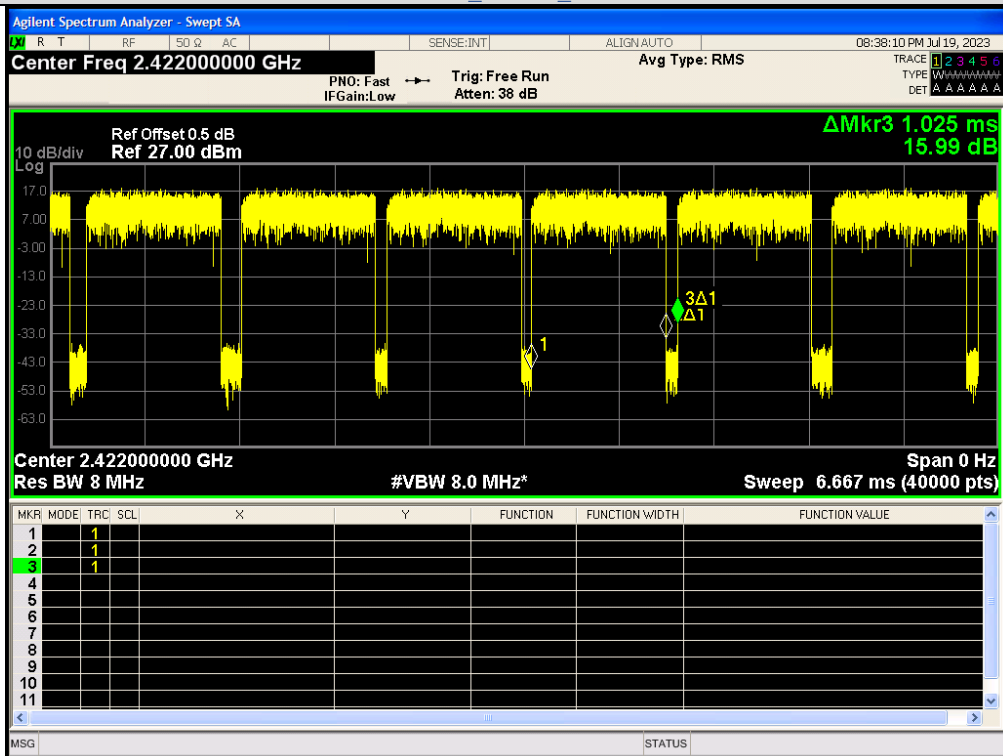 Agilent Spectrum Analyzer - Swept SA
LXI R T RF 50 Ω AC SENSE:INT ALIGN AUTO 08:38:10 PM Jul 19, 2023
Center Freq 2.422000000 GHz
Avg Type: RMS
TRACE 1 2 3 4 5 6
PNO: Fast Trig: Free Run
TYPE
IFGain:Low Atten: 38 dB
DET A A A A A A
ΔMkr3 1.025 ms
15.99 dB
Ref Offset 0.5 dB
10 dB/div Ref 27.00 dBm
Log
17.0
7.00
-3.00
-13.0
-23.0
3Δ1
Δ1
-33.0
1
-43.0
-53.0
-63.0
Center 2.422000000 GHz Span 0 Hz
Res BW 8 MHz #VBW 8.0 MHz* Sweep 6.667 ms (40000 pts)
MKR MODE TRC SCL X Y FUNCTION FUNCTION WIDTH FUNCTION VALUE
1 1
2 1
3 1
4
5
6
7
8
9
10
11
MSG STATUS